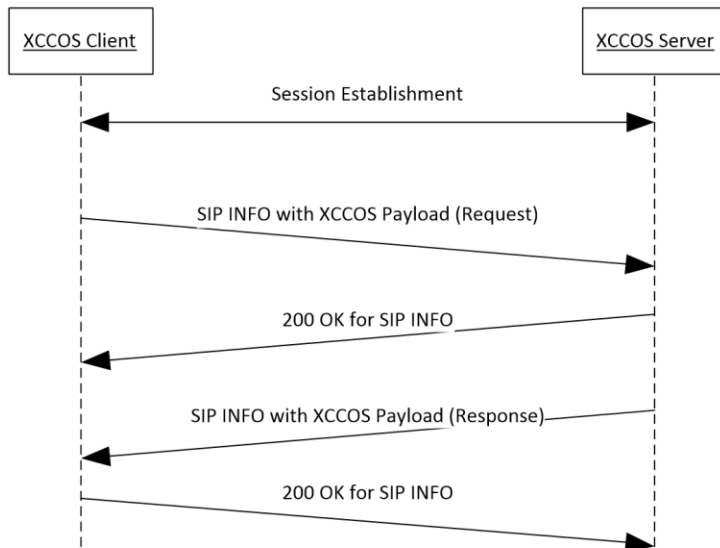 XCCOS Client
XCCOS Server
Session Establishment
SIP INFO with XCCOS Payload (Request)
200 OK for SIP INFO
SIP INFO with XCCOS Payload (Response)
200 OK for SIP INFO